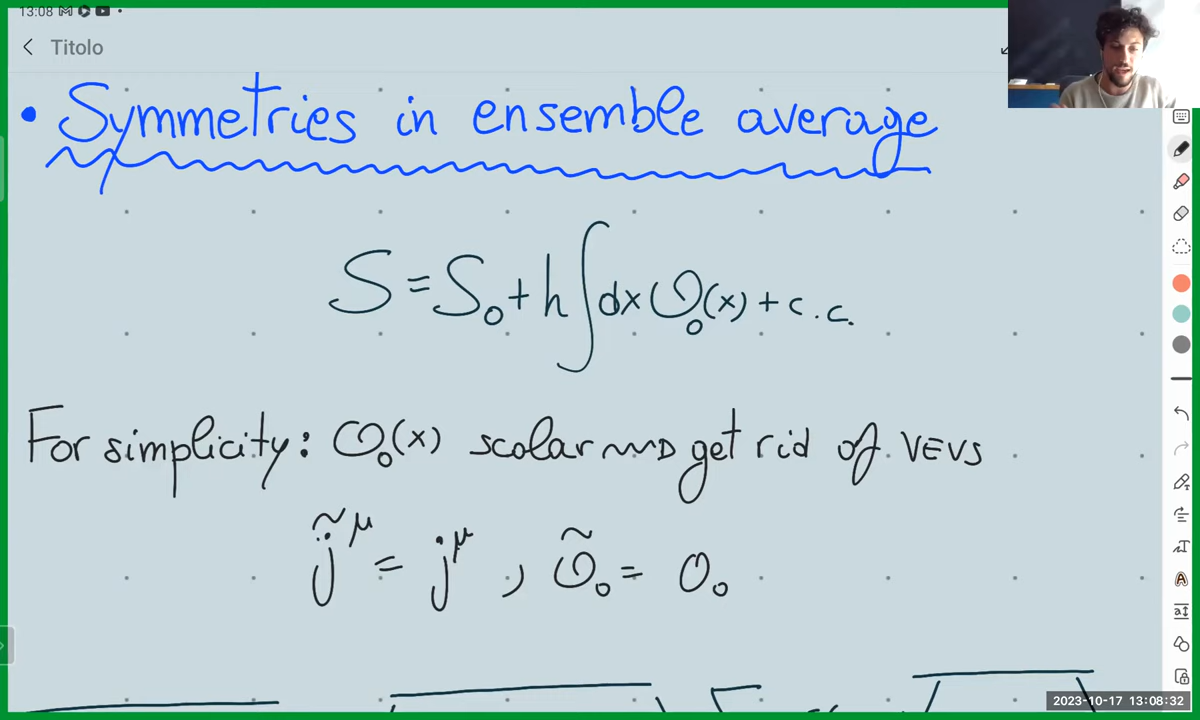 13:08
Titolo
• Symmetries in ensemble average
S = S₀ + h ∫ dx O₀(x) + c.c.
For simplicity: O₀(x) scalar ⇝ get rid of VEVS
j̃^μ = j^μ , Õ₀ = O₀
2023-10-17 13:08:32